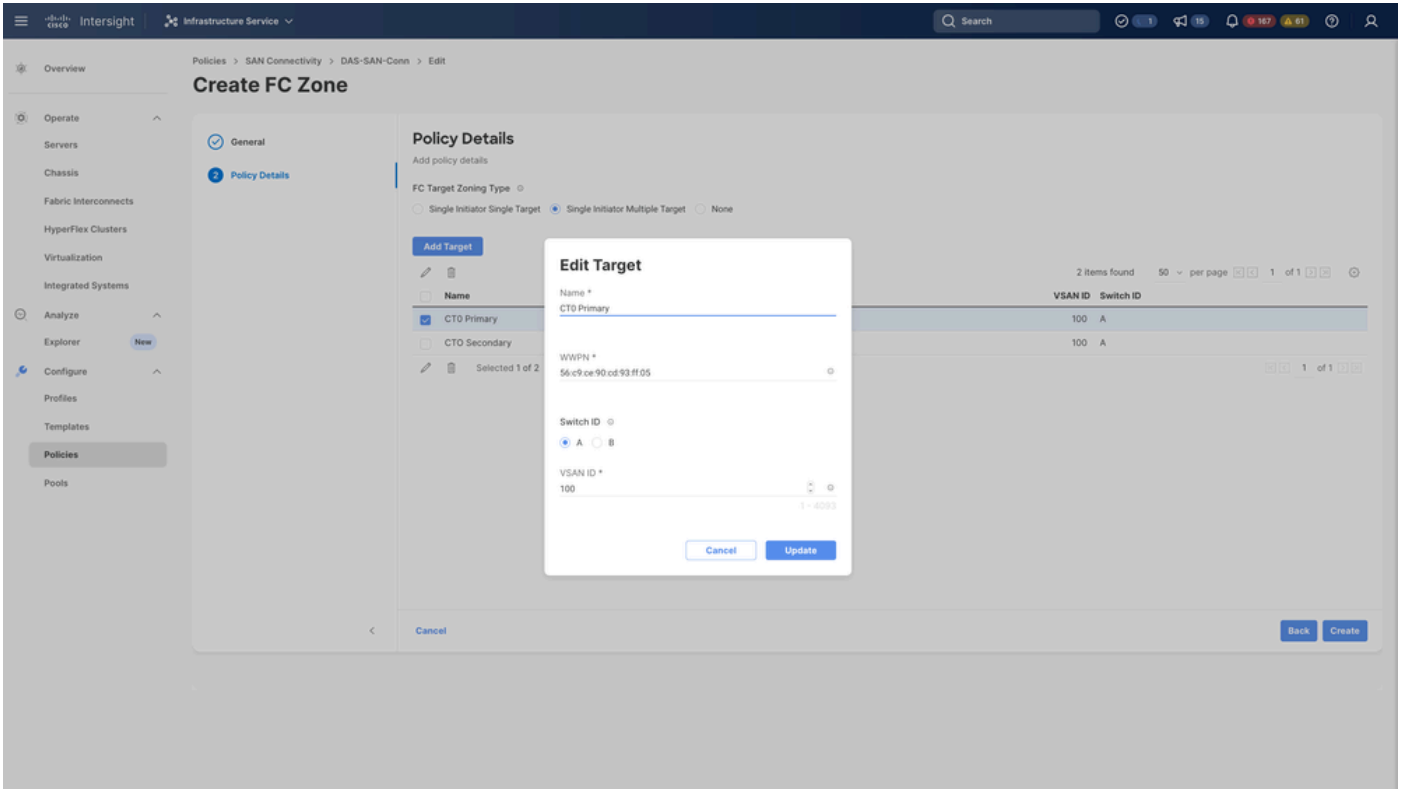 cisco Intersight Infrastructure Service Search 1 15 167 61
Overview
Operate
Servers
Chassis
Fabric Interconnects
HyperFlex Clusters
Virtualization
Integrated Systems
Analyze
Explorer New
Configure
Profiles
Templates
Policies
Pools
Policies > SAN Connectivity > DAS-SAN-Conn > Edit
Create FC Zone
General
2 Policy Details
Policy Details
Add policy details
FC Target Zoning Type
Single Initiator Single Target Single Initiator Multiple Target None
Add Target
2 items found 50 per page 1 of 1
Name VSAN ID Switch ID
CT0 Primary 100 A
CTO Secondary 100 A
Selected 1 of 2 1 of 1
Edit Target
Name *
CT0 Primary
WWPN *
56:c9:ce:90:cd:93:ff:05
Switch ID
A B
VSAN ID *
100
1 - 4093
Cancel Update
Cancel Back Create